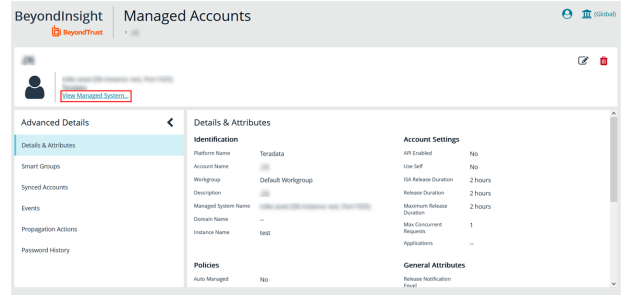 BeyondInsight
BeyondTrust
Managed Accounts
(Global)
View Managed System...
Advanced Details
Details & Attributes
Smart Groups
Synced Accounts
Events
Propagation Actions
Password History
Details & Attributes
Identification
Platform Name Teradata
Account Name
Workgroup Default Workgroup
Description
Managed System Name
Domain Name --
Instance Name test
Account Settings
API Enabled No
Use Self No
ISA Release Duration 2 hours
Release Duration 2 hours
Maximum Release Duration 2 hours
Max Concurrent Requests 1
Applications --
Policies
Auto Managed No
General Attributes
Release Notification
Email